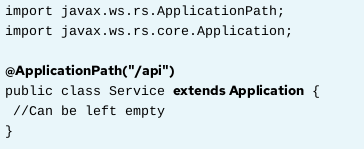 import javax.ws.rs.ApplicationPath;
import javax.ws.rs.core.Application;
@ApplicationPath("/api")
public class Service extends Application {
//Can be left empty
}